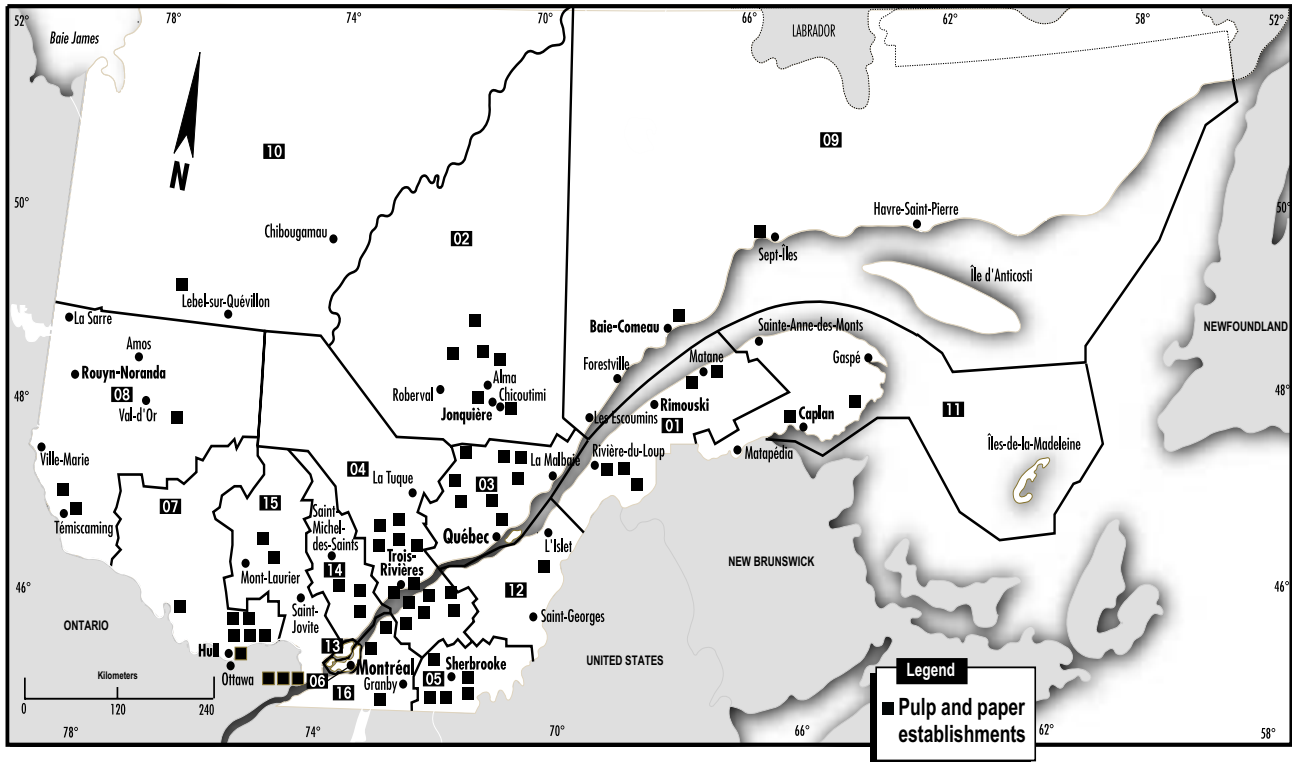 52°
78°
74°
70°
66°
62°
58°
52°
Baie James
LABRADOR
N
10
09
50°
50°
Havre-Saint-Pierre
Chibougamau
02
Sept-Îles
Île d'Anticosti
Lebel-sur-Quévillon
La Sarre
Baie-Comeau
Sainte-Anne-des-Monts
NEWFOUNDLAND
Amos
Rouyn-Noranda
Forestville
Matane
Gaspé
08
Val-d'Or
Roberval
Alma
Chicoutimi
Jonquière
48°
48°
Les Escoumins
Rimouski
01
Caplan
11
Ville-Marie
Matapédia
Îles-de-la-Madeleine
04
La Tuque
La Malbaie
Rivière-du-Loup
03
07
15
Témiscaming
Saint-
Michel-
des-Saints
Québec
L'Islet
Trois-
Rivières
14
Mont-Laurier
NEW BRUNSWICK
46°
46°
12
Saint-
Jovite
Saint-Georges
ONTARIO
13
Hull
Montréal
Sherbrooke
UNITED STATES
Ottawa
06
16
Granby
05
Kilometers
0
120
240
Legend
Pulp and paper
establishments
78°
74°
70°
66°
62°
58°